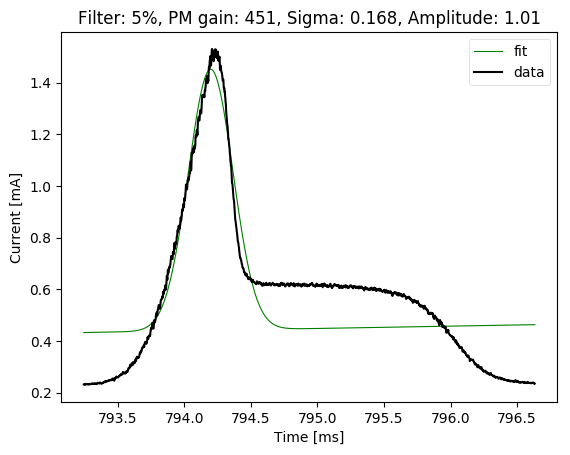 Filter: 5%, PM gain: 451, Sigma: 0.168, Amplitude: 1.01
fit
data
1.4
1.2
1.0
0.8
0.6
0.4
0.2
Current [mA]
793.5 794.0 794.5 795.0 795.5 796.0 796.5
Time [ms]